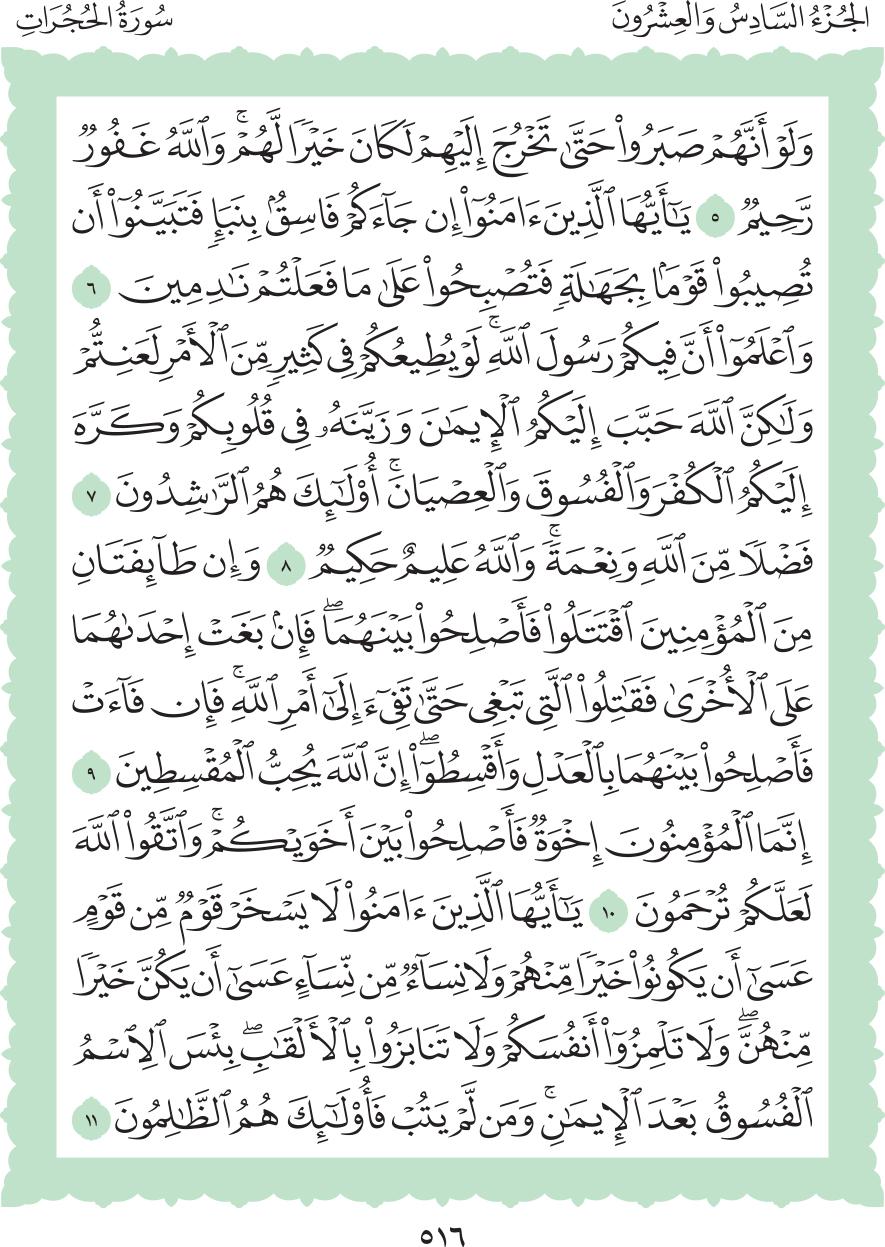 الجُزْءُ السَّادِسُ وَالعِشْرُونَ
سُورَةُ الحُجُرَاتِ
وَلَوْ أَنَّهُمْ صَبَرُوا۟ حَتَّىٰ تَخْرُجَ إِلَيْهِمْ لَكَانَ خَيْرًا لَّهُمْ ۚ وَٱللَّهُ غَفُورٌ
رَّحِيمٌ ٥ يَـٰٓأَيُّهَا ٱلَّذِينَ ءَامَنُوٓا۟ إِن جَآءَكُمْ فَاسِقٌۢ بِنَبَإٍ فَتَبَيَّنُوٓا۟ أَن
تُصِيبُوا۟ قَوْمًۢا بِجَهَـٰلَةٍ فَتُصْبِحُوا۟ عَلَىٰ مَا فَعَلْتُمْ نَـٰدِمِينَ ٦
وَٱعْلَمُوٓا۟ أَنَّ فِيكُمْ رَسُولَ ٱللَّهِ ۚ لَوْ يُطِيعُكُمْ فِى كَثِيرٍ مِّنَ ٱلْأَمْرِ لَعَنِتُّمْ
وَلَـٰكِنَّ ٱللَّهَ حَبَّبَ إِلَيْكُمُ ٱلْإِيمَـٰنَ وَزَيَّنَهُۥ فِى قُلُوبِكُمْ وَكَرَّهَ
إِلَيْكُمُ ٱلْكُفْرَ وَٱلْفُسُوقَ وَٱلْعِصْيَانَ ۚ أُو۟لَـٰٓئِكَ هُمُ ٱلرَّٰشِدُونَ ٧
فَضْلًا مِّنَ ٱللَّهِ وَنِعْمَةً ۚ وَٱللَّهُ عَلِيمٌ حَكِيمٌ ٨ وَإِن طَآئِفَتَانِ
مِنَ ٱلْمُؤْمِنِينَ ٱقْتَتَلُوا۟ فَأَصْلِحُوا۟ بَيْنَهُمَا ۖ فَإِنۢ بَغَتْ إِحْدَىٰهُمَا
عَلَى ٱلْأُخْرَىٰ فَقَـٰتِلُوا۟ ٱلَّتِى تَبْغِى حَتَّىٰ تَفِىٓءَ إِلَىٰٓ أَمْرِ ٱللَّهِ ۚ فَإِن فَآءَتْ
فَأَصْلِحُوا۟ بَيْنَهُمَا بِٱلْعَدْلِ وَأَقْسِطُوٓا۟ ۖ إِنَّ ٱللَّهَ يُحِبُّ ٱلْمُقْسِطِينَ ٩
إِنَّمَا ٱلْمُؤْمِنُونَ إِخْوَةٌ فَأَصْلِحُوا۟ بَيْنَ أَخَوَيْكُمْ ۚ وَٱتَّقُوا۟ ٱللَّهَ
لَعَلَّكُمْ تُرْحَمُونَ ١٠ يَـٰٓأَيُّهَا ٱلَّذِينَ ءَامَنُوا۟ لَا يَسْخَرْ قَوْمٌ مِّن قَوْمٍ
عَسَىٰٓ أَن يَكُونُوا۟ خَيْرًا مِّنْهُمْ وَلَا نِسَآءٌ مِّن نِّسَآءٍ عَسَىٰٓ أَن يَكُنَّ خَيْرًا
مِّنْهُنَّ ۖ وَلَا تَلْمِزُوٓا۟ أَنفُسَكُمْ وَلَا تَنَابَزُوا۟ بِٱلْأَلْقَـٰبِ ۖ بِئْسَ ٱلِٱسْمُ
ٱلْفُسُوقُ بَعْدَ ٱلْإِيمَـٰنِ ۚ وَمَن لَّمْ يَتُبْ فَأُو۟لَـٰٓئِكَ هُمُ ٱلظَّـٰلِمُونَ ١١
٥١٦